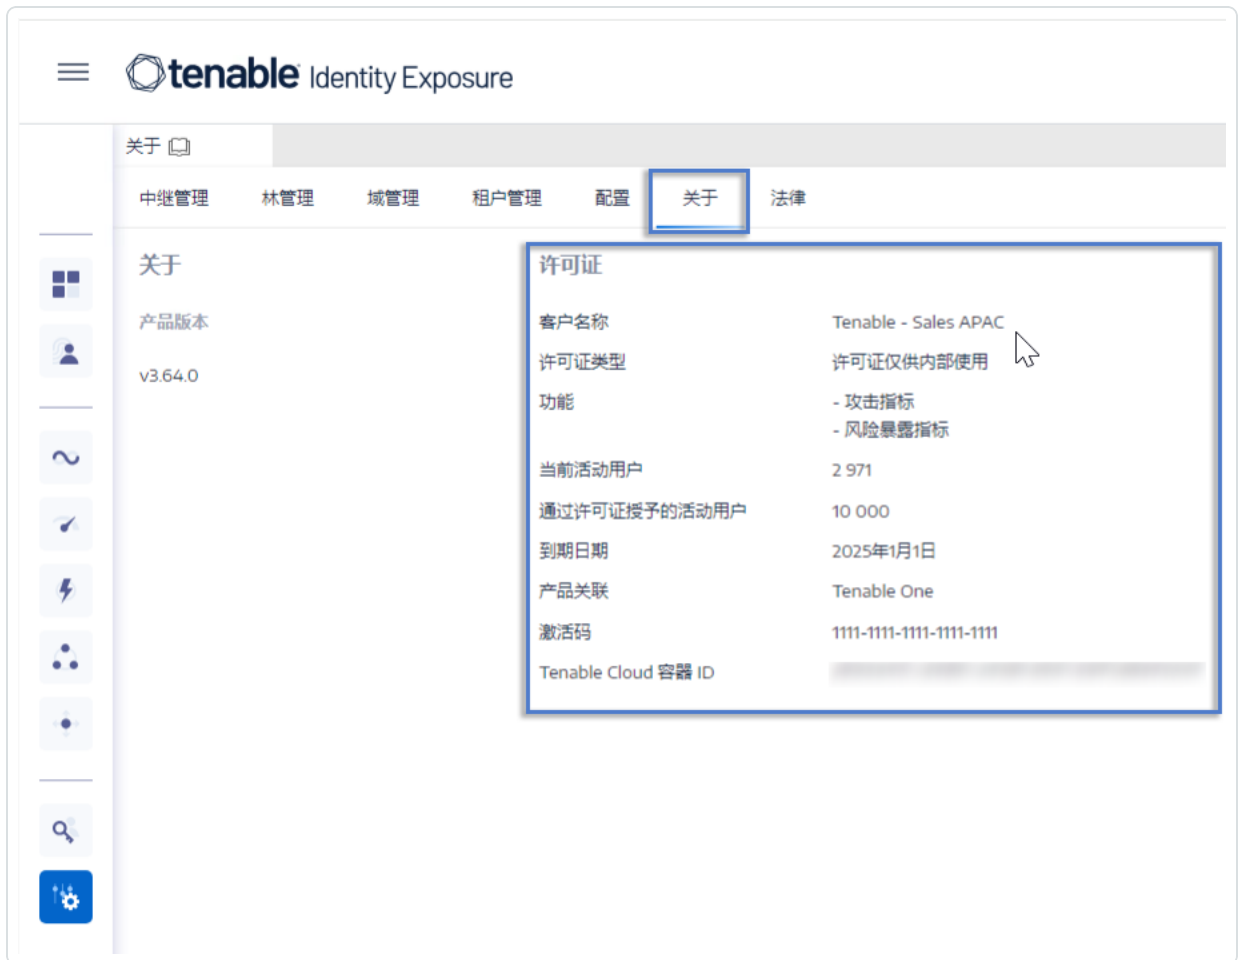 tenable Identity Exposure
关于
中继管理 林管理 域管理 租户管理 配置 关于 法律
关于
产品版本
v3.64.0
许可证
客户名称 Tenable - Sales APAC
许可证类型 许可证仅供内部使用
功能 - 攻击指标
- 风险暴露指标
当前活动用户 2 971
通过许可证授予的活动用户 10 000
到期日期 2025年1月1日
产品关联 Tenable One
激活码 1111-1111-1111-1111-1111
Tenable Cloud 容器 ID